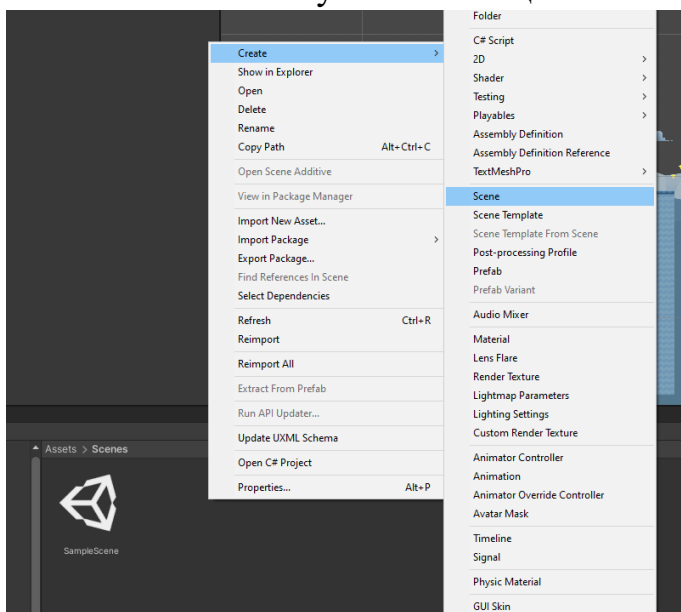 Folder
C# Script
Create
2D
Show in Explorer
Shader
Open
Testing
Delete
Playables
Rename
Assembly Definition
Copy Path Alt+Ctrl+C
Assembly Definition Reference
Open Scene Additive
TextMeshPro
View in Package Manager
Scene
Import New Asset...
Scene Template
Import Package
Scene Template From Scene
Export Package...
Post-processing Profile
Find References In Scene
Prefab
Select Dependencies
Prefab Variant
Refresh Ctrl+R
Audio Mixer
Reimport
Material
Reimport All
Lens Flare
Extract From Prefab
Render Texture
Run API Updater...
Lightmap Parameters
Update UXML Schema
Lighting Settings
Open C# Project
Custom Render Texture
Properties... Alt+P
Animator Controller
Animation
Animator Override Controller
Avatar Mask
Timeline
Signal
Physic Material
GUI Skin
Assets > Scenes
SampleScene